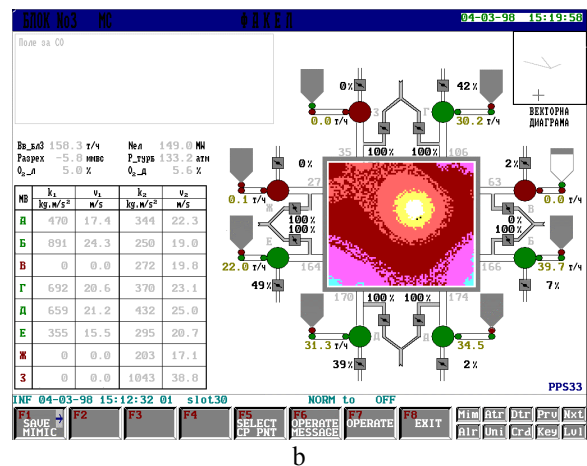 БЛОК No3 МС ФАКЕЛ 04-03-98 15:19:58
Поле за СО
0% 42%
ВЕКТОРНА
ДИАГРАМА
З Г
0.0 т/ч 30.2 т/ч
Вв_бл3 158.3 т/ч Nел 149.0 MW
Разреж -5.8 ммвс Р_турб 133.2 атм
O₂_л 5.0 % O₂_д 5.6 %
35 100% 100% 106
0% 2%
27 63
0.1 т/ч 0.0 т/ч
Ж В
100% 100%
100% 100%
Е Б
22.0 т/ч 164 166 39.7 т/ч
49% 7%
170 100% 100% 174
Д А
31.3 т/ч 34.5
39% 2%
МВ k₁ v₁ k₂ v₂
kg.м/s² м/s kg.м/s² м/s
А 470 17.4 344 22.3
Б 891 24.3 250 19.0
В 0 0.0 272 19.8
Г 692 20.6 370 23.1
Д 659 21.2 432 25.0
Е 355 15.5 295 20.7
Ж 0 0.0 203 17.1
З 0 0.0 1043 38.8
PPS33
INF 04-03-98 15:12:32 01 slot30 NORM to OFF
F1 F2 F3 F4 F5 F6 F7 F8
SAVE MIMIC SELECT CP PNT OPERATE MESSAGE OPERATE EXIT
Mim Atr Dtr Prv Nxt
Alr Uni Crd Key Lvl
b